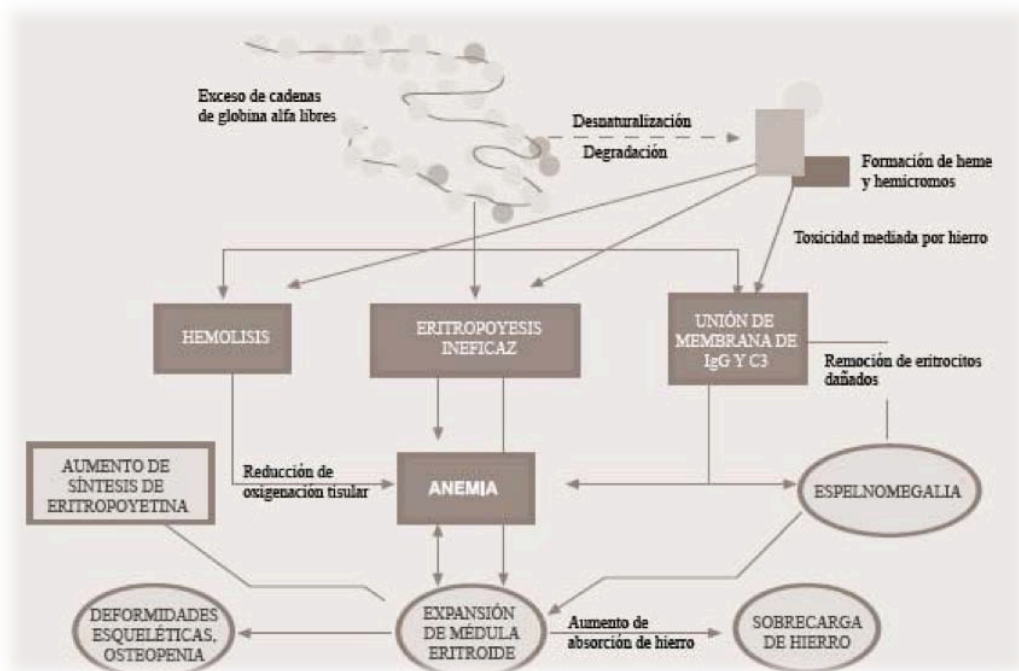 Exceso de cadenas
de globina alfa libres
Desnaturalización
Degradación
Formación de heme
y hemicromos
Toxicidad mediada por hierro
HEMOLISIS
ERITROPOYESIS
INEFICAZ
UNIÓN DE
MEMBRANA DE
IgG Y C3
Remoción de eritrocitos
dañados
AUMENTO DE
SÍNTESIS DE
ERITROPOYETINA
Reducción de
oxigenación tisular
ANEMIA
ESPELNOMEGALIA
DEFORMIDADES
ESQUELÉTICAS,
OSTEOPENIA
EXPANSIÓN
DE MÉDULA
ERITROIDE
Aumento de
absorción de hierro
SOBRECARGA
DE HIERRO